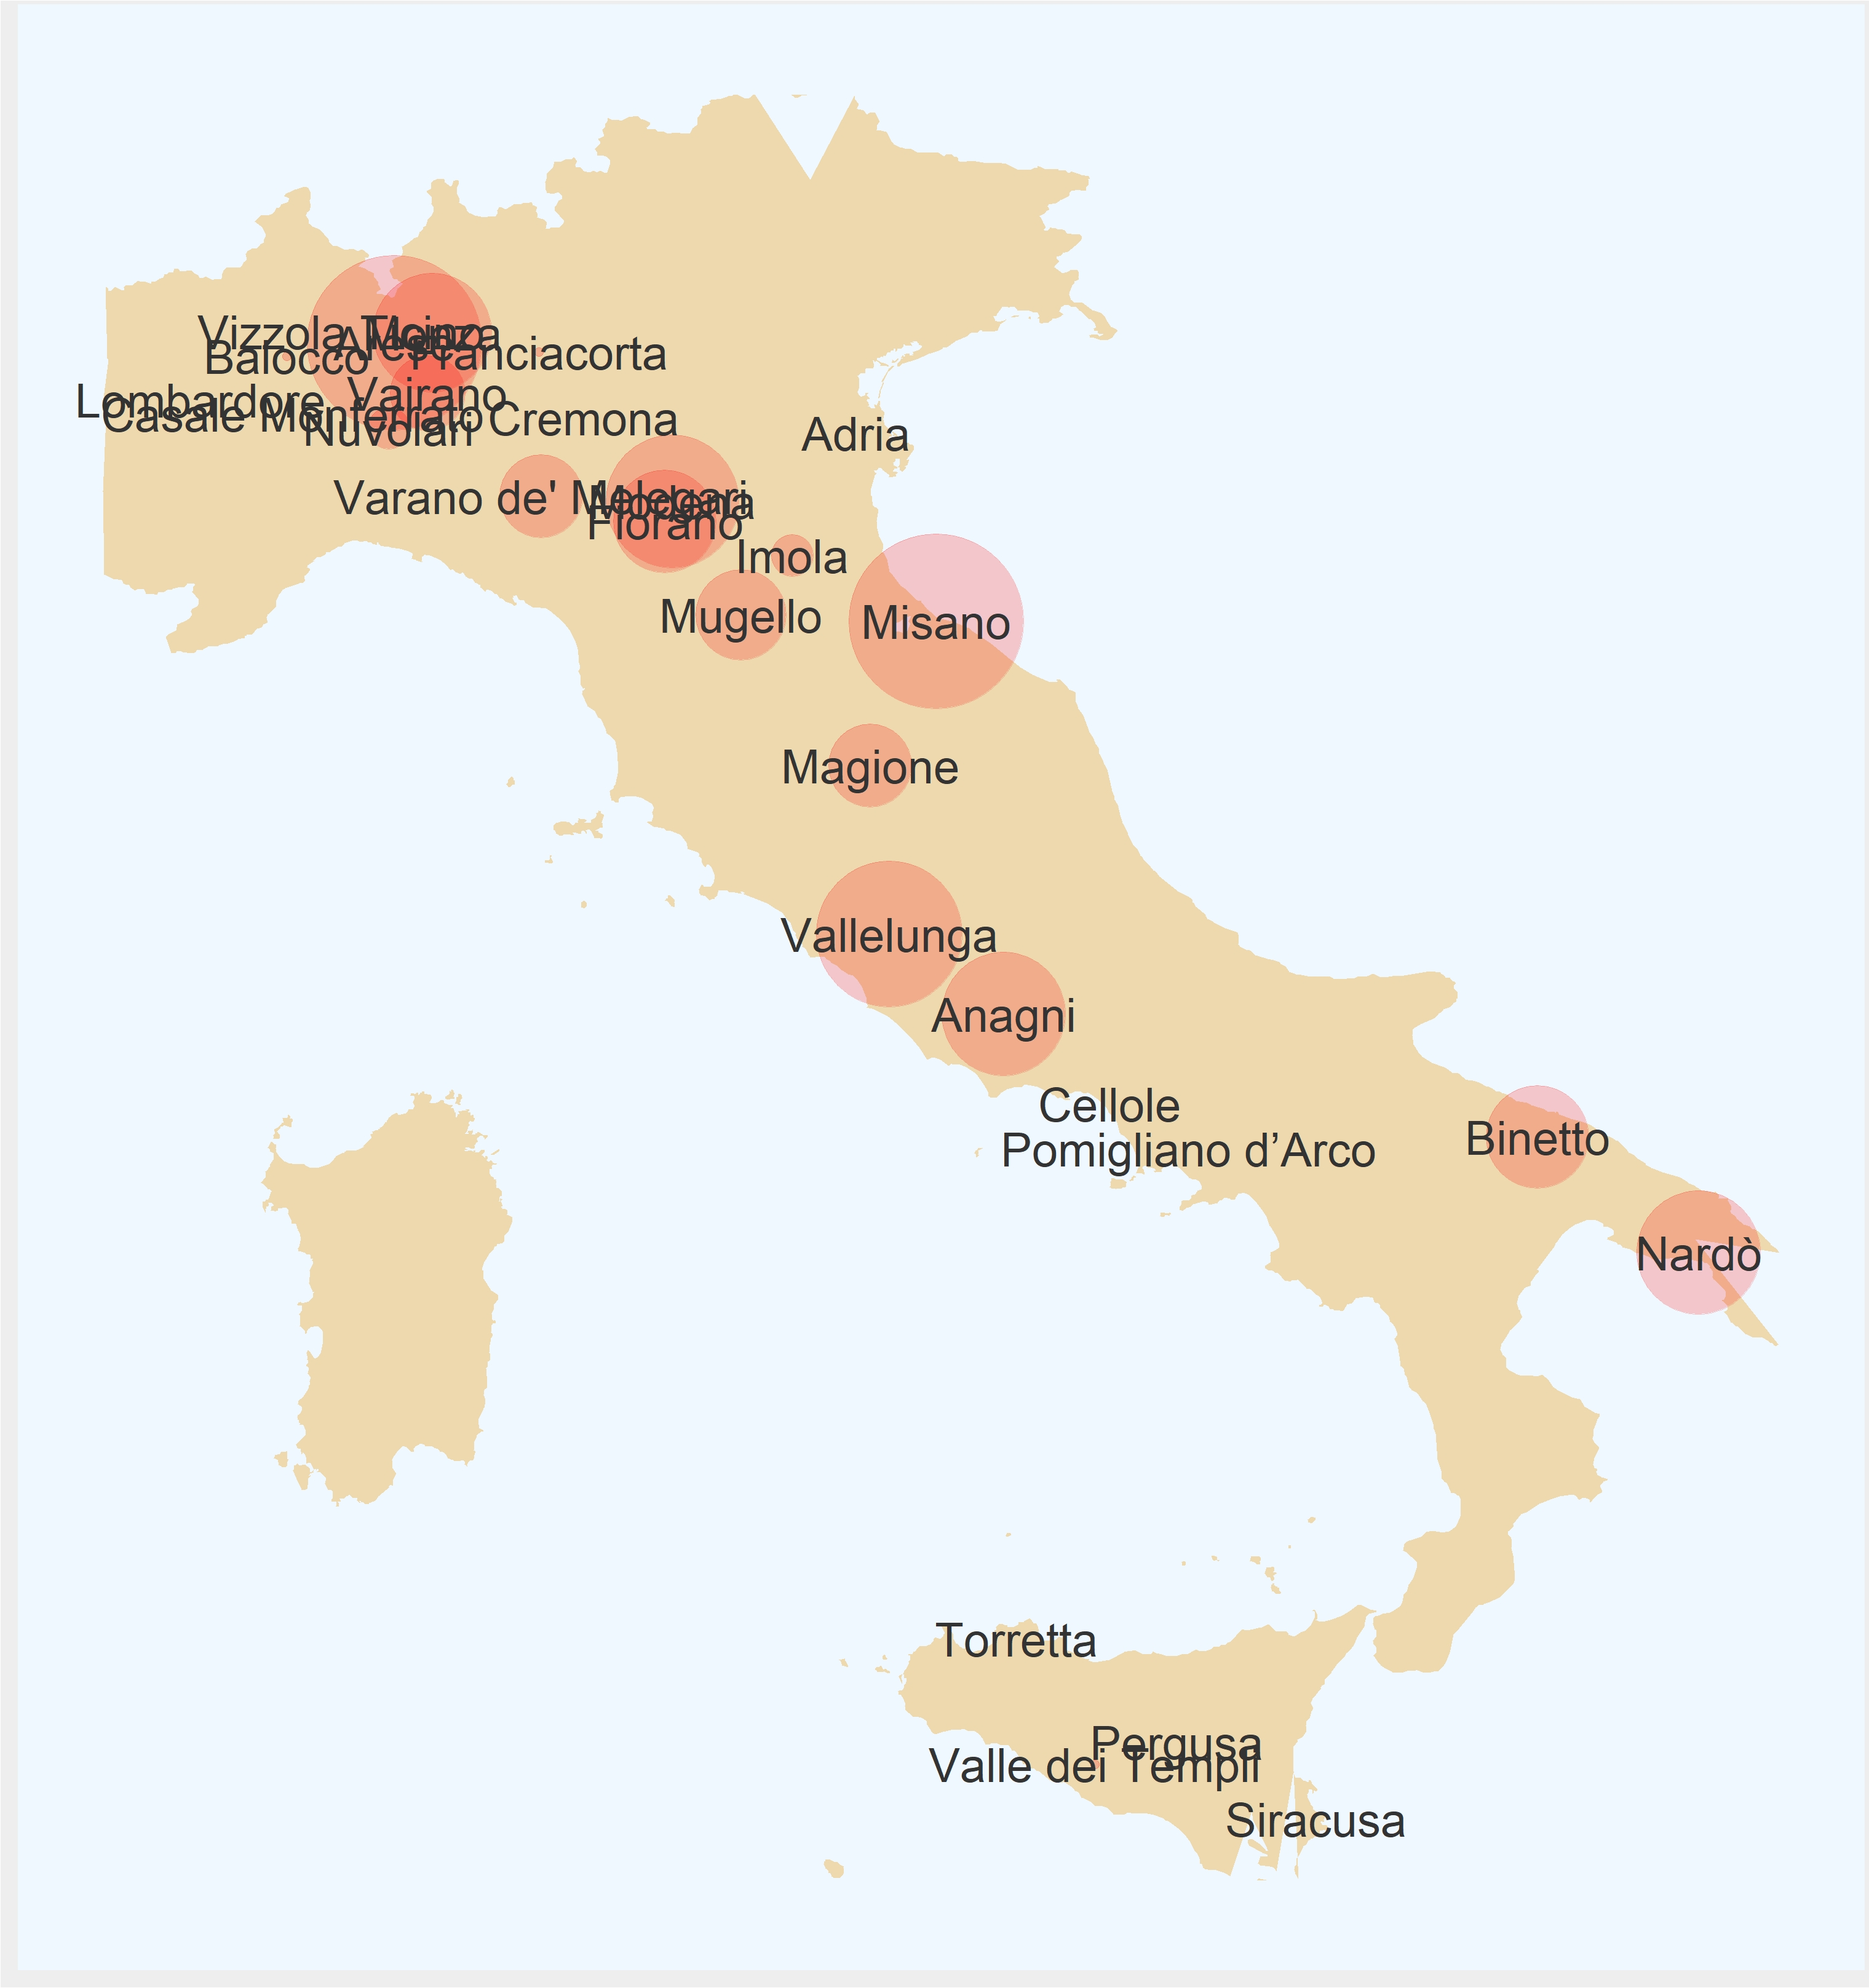 Vizzola Ticino
Monza
Arese
Balocco
Franciacorta
Lombardore
Vairano
Casale Monferrato
Nuvolari
Cremona
Adria
Varano de' Melegari
Modena
Fiorano
Imola
Mugello
Misano
Magione
Vallelunga
Anagni
Cellole
Pomigliano d’Arco
Binetto
Nardò
Torretta
Pergusa
Valle dei Templi
Siracusa